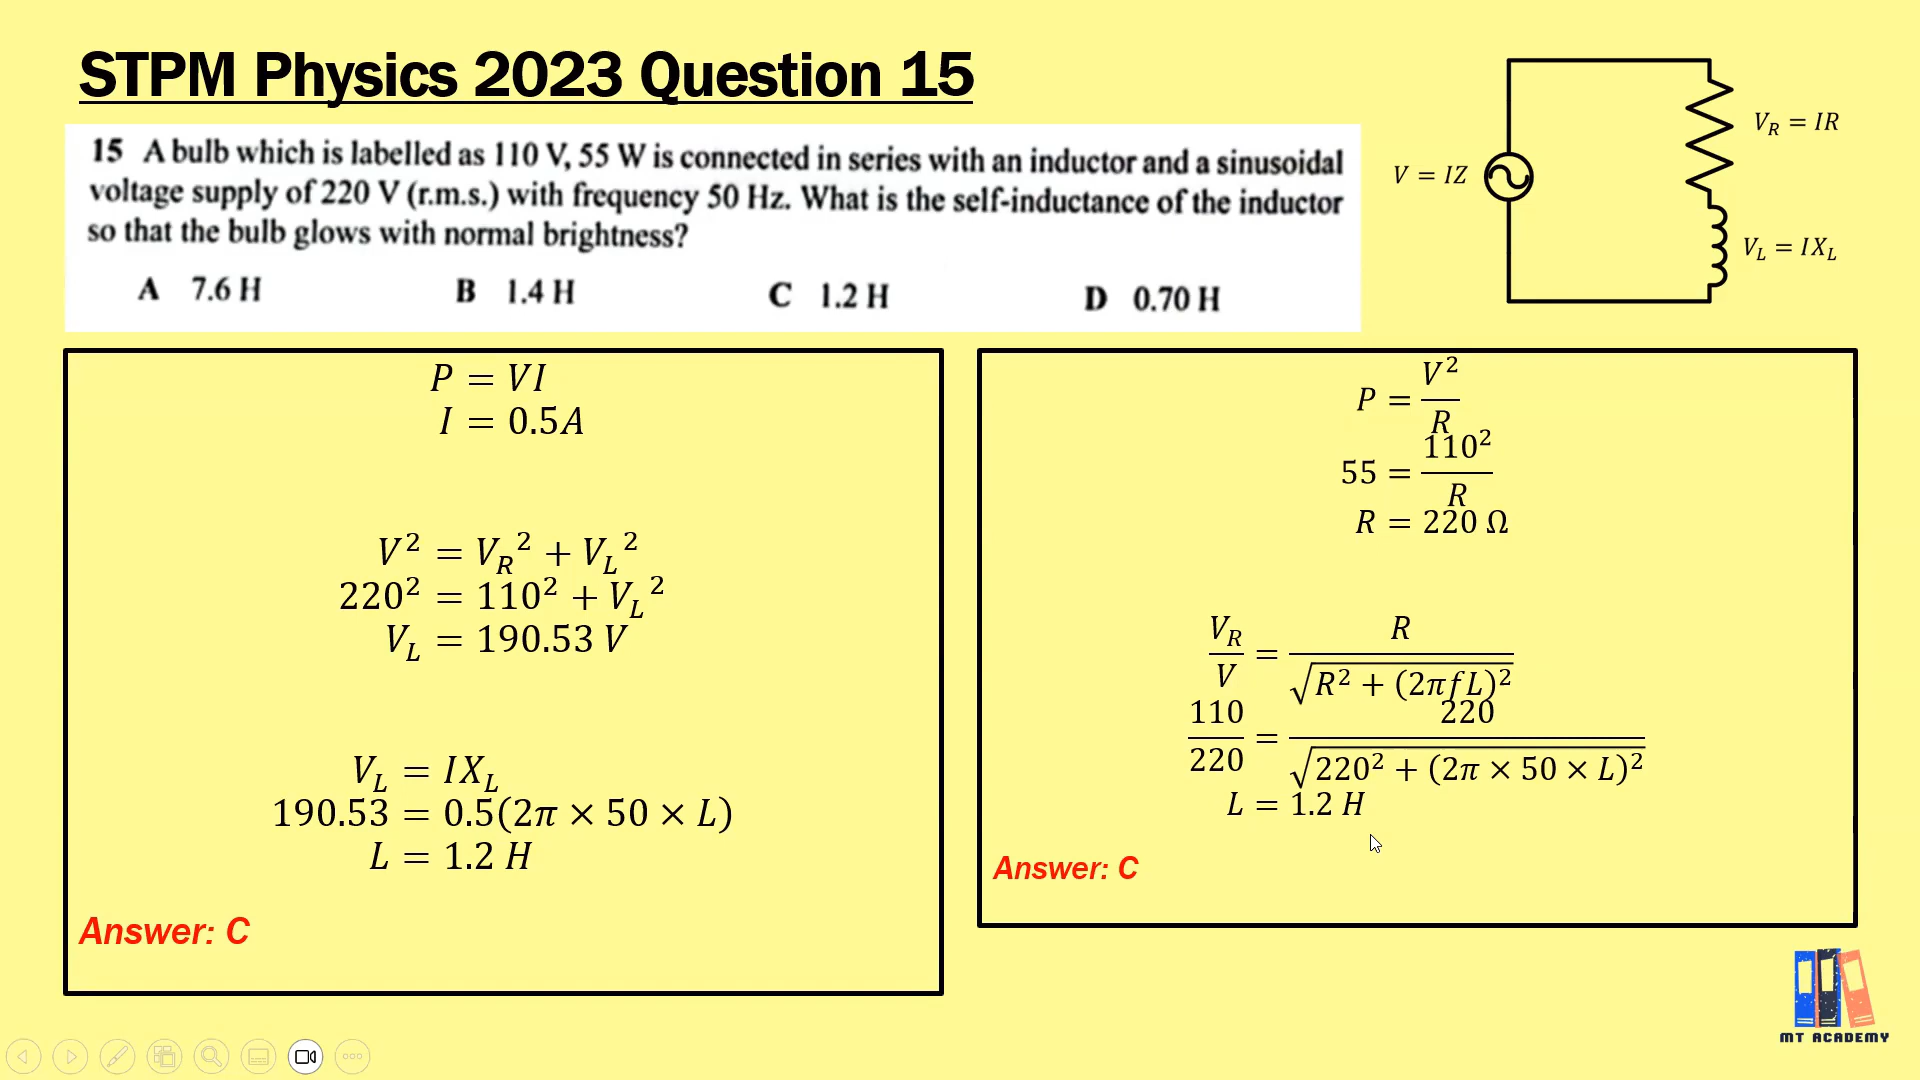 STPM Physics 2023 Question 15
15 A bulb which is labelled as 110 V, 55 W is connected in series with an inductor and a sinusoidal
voltage supply of 220 V (r.m.s.) with frequency 50 Hz. What is the self-inductance of the inductor
so that the bulb glows with normal brightness?
A 7.6 H B 1.4 H C 1.2 H D 0.70 H
V = IZ
V_R = IR
V_L = IX_L
P = VI
I = 0.5A
V² = V_R² + V_L²
220² = 110² + V_L²
V_L = 190.53 V
V_L = IX_L
190.53 = 0.5(2π × 50 × L)
L = 1.2 H
Answer: C
P = V²/R
55 = 110²/R
R = 220 Ω
V_R/V = R/√(R² + (2πfL)²)
110/220 = 220/√(220² + (2π × 50 × L)²)
L = 1.2 H
Answer: C
MT ACADEMY